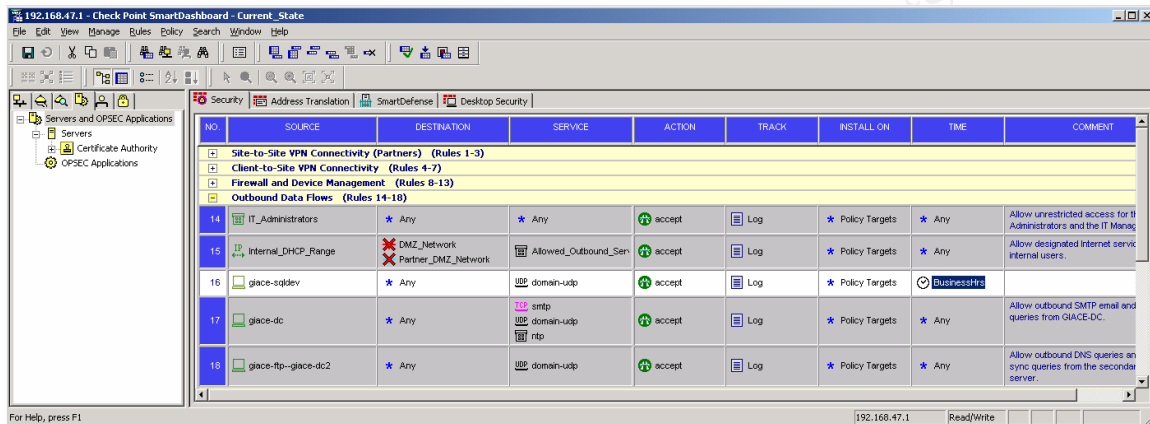 192.168.47.1 - Check Point SmartDashboard - Current_State
File Edit View Manage Rules Policy Search Window Help
Security Address Translation SmartDefense Desktop Security
Servers and OPSEC Applications
Servers
Certificate Authority
OPSEC Applications
NO. SOURCE DESTINATION SERVICE ACTION TRACK INSTALL ON TIME COMMENT
Site-to-Site VPN Connectivity (Partners) (Rules 1-3)
Client-to-Site VPN Connectivity (Rules 4-7)
Firewall and Device Management (Rules 8-13)
Outbound Data Flows (Rules 14-18)
14 IT_Administrators Any Any accept Log Policy Targets Any Allow unrestricted access for
Administrators and the IT Manag
15 Internal_DHCP_Range DMZ_Network Allowed_Outbound_Ser accept Log Policy Targets Any Allow designated Internet servic
Partner_DMZ_Network internal users.
16 giace-sqldev Any UDP domain-udp accept Log Policy Targets BusinessHrs
17 giace-dc Any TCP smtp accept Log Policy Targets Any Allow outbound SMTP email and
UDP domain-udp queries from GIACE-DC.
ntp
18 giace-ftp--giace-dc2 Any UDP domain-udp accept Log Policy Targets Any Allow outbound DNS queries an
sync queries from the secondar
server.
For Help, press F1 192.168.47.1 Read/Write